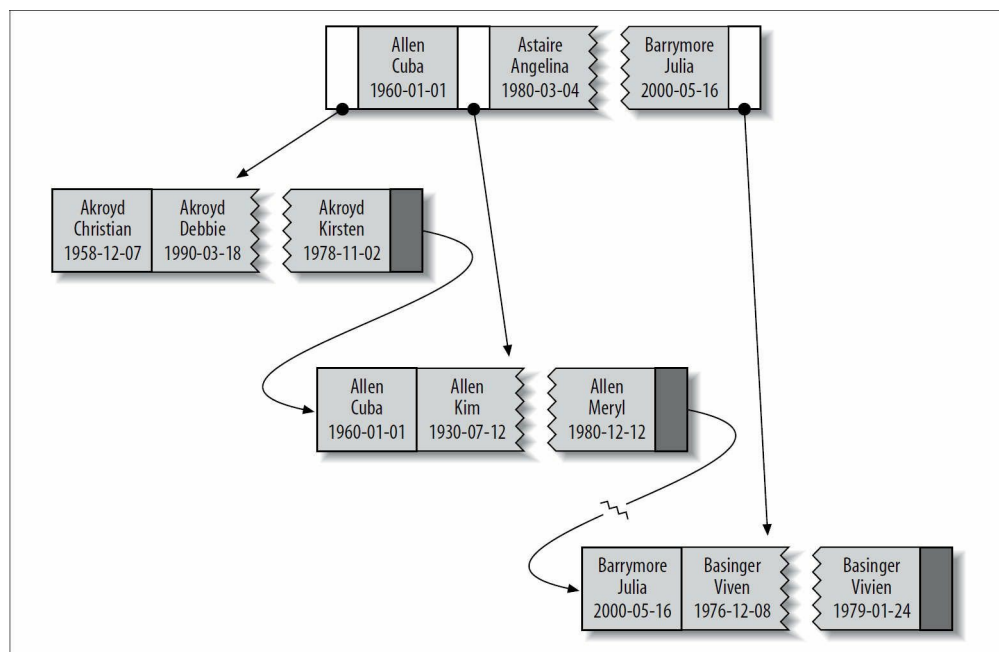 Allen
Cuba
1960-01-01
Astaire
Angelina
1980-03-04
Barrymore
Julia
2000-05-16
Akroyd
Christian
1958-12-07
Akroyd
Debbie
1990-03-18
Akroyd
Kirsten
1978-11-02
Allen
Cuba
1960-01-01
Allen
Kim
1930-07-12
Allen
Meryl
1980-12-12
Barrymore
Julia
2000-05-16
Basinger
Viven
1976-12-08
Basinger
Vivien
1979-01-24